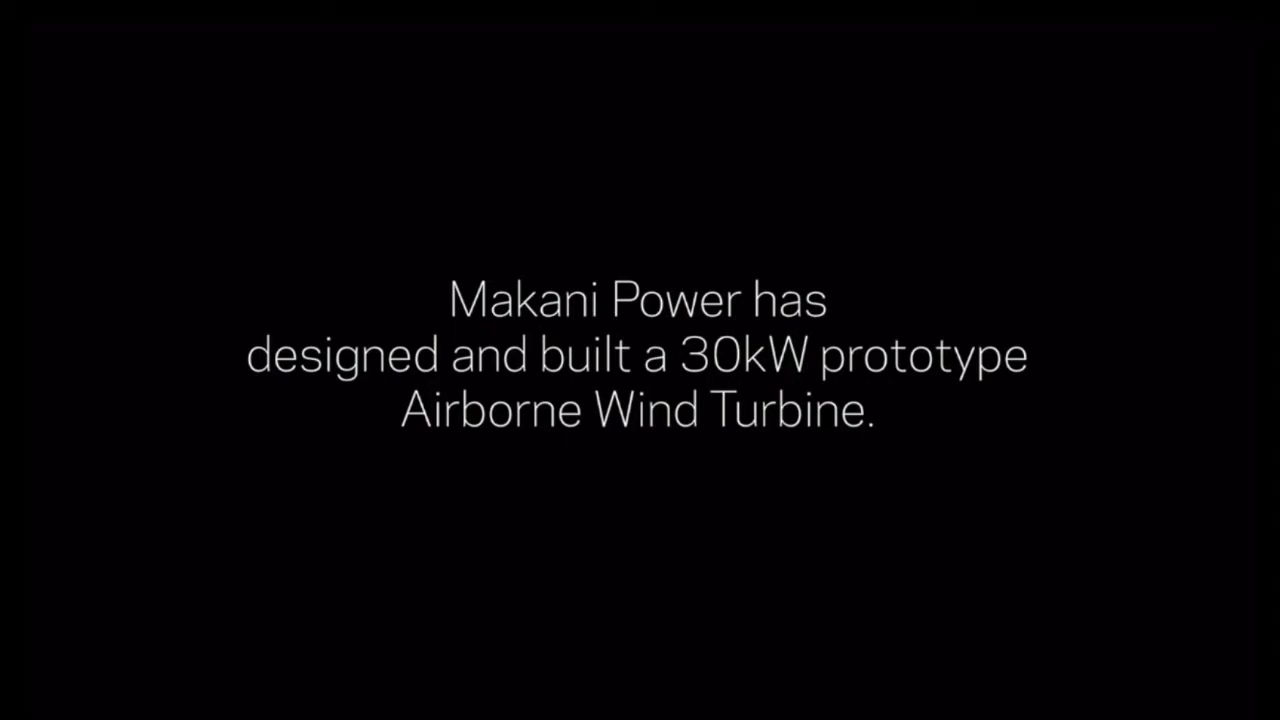 Makani Power has
designed and built a 30kW prototype
Airborne Wind Turbine.